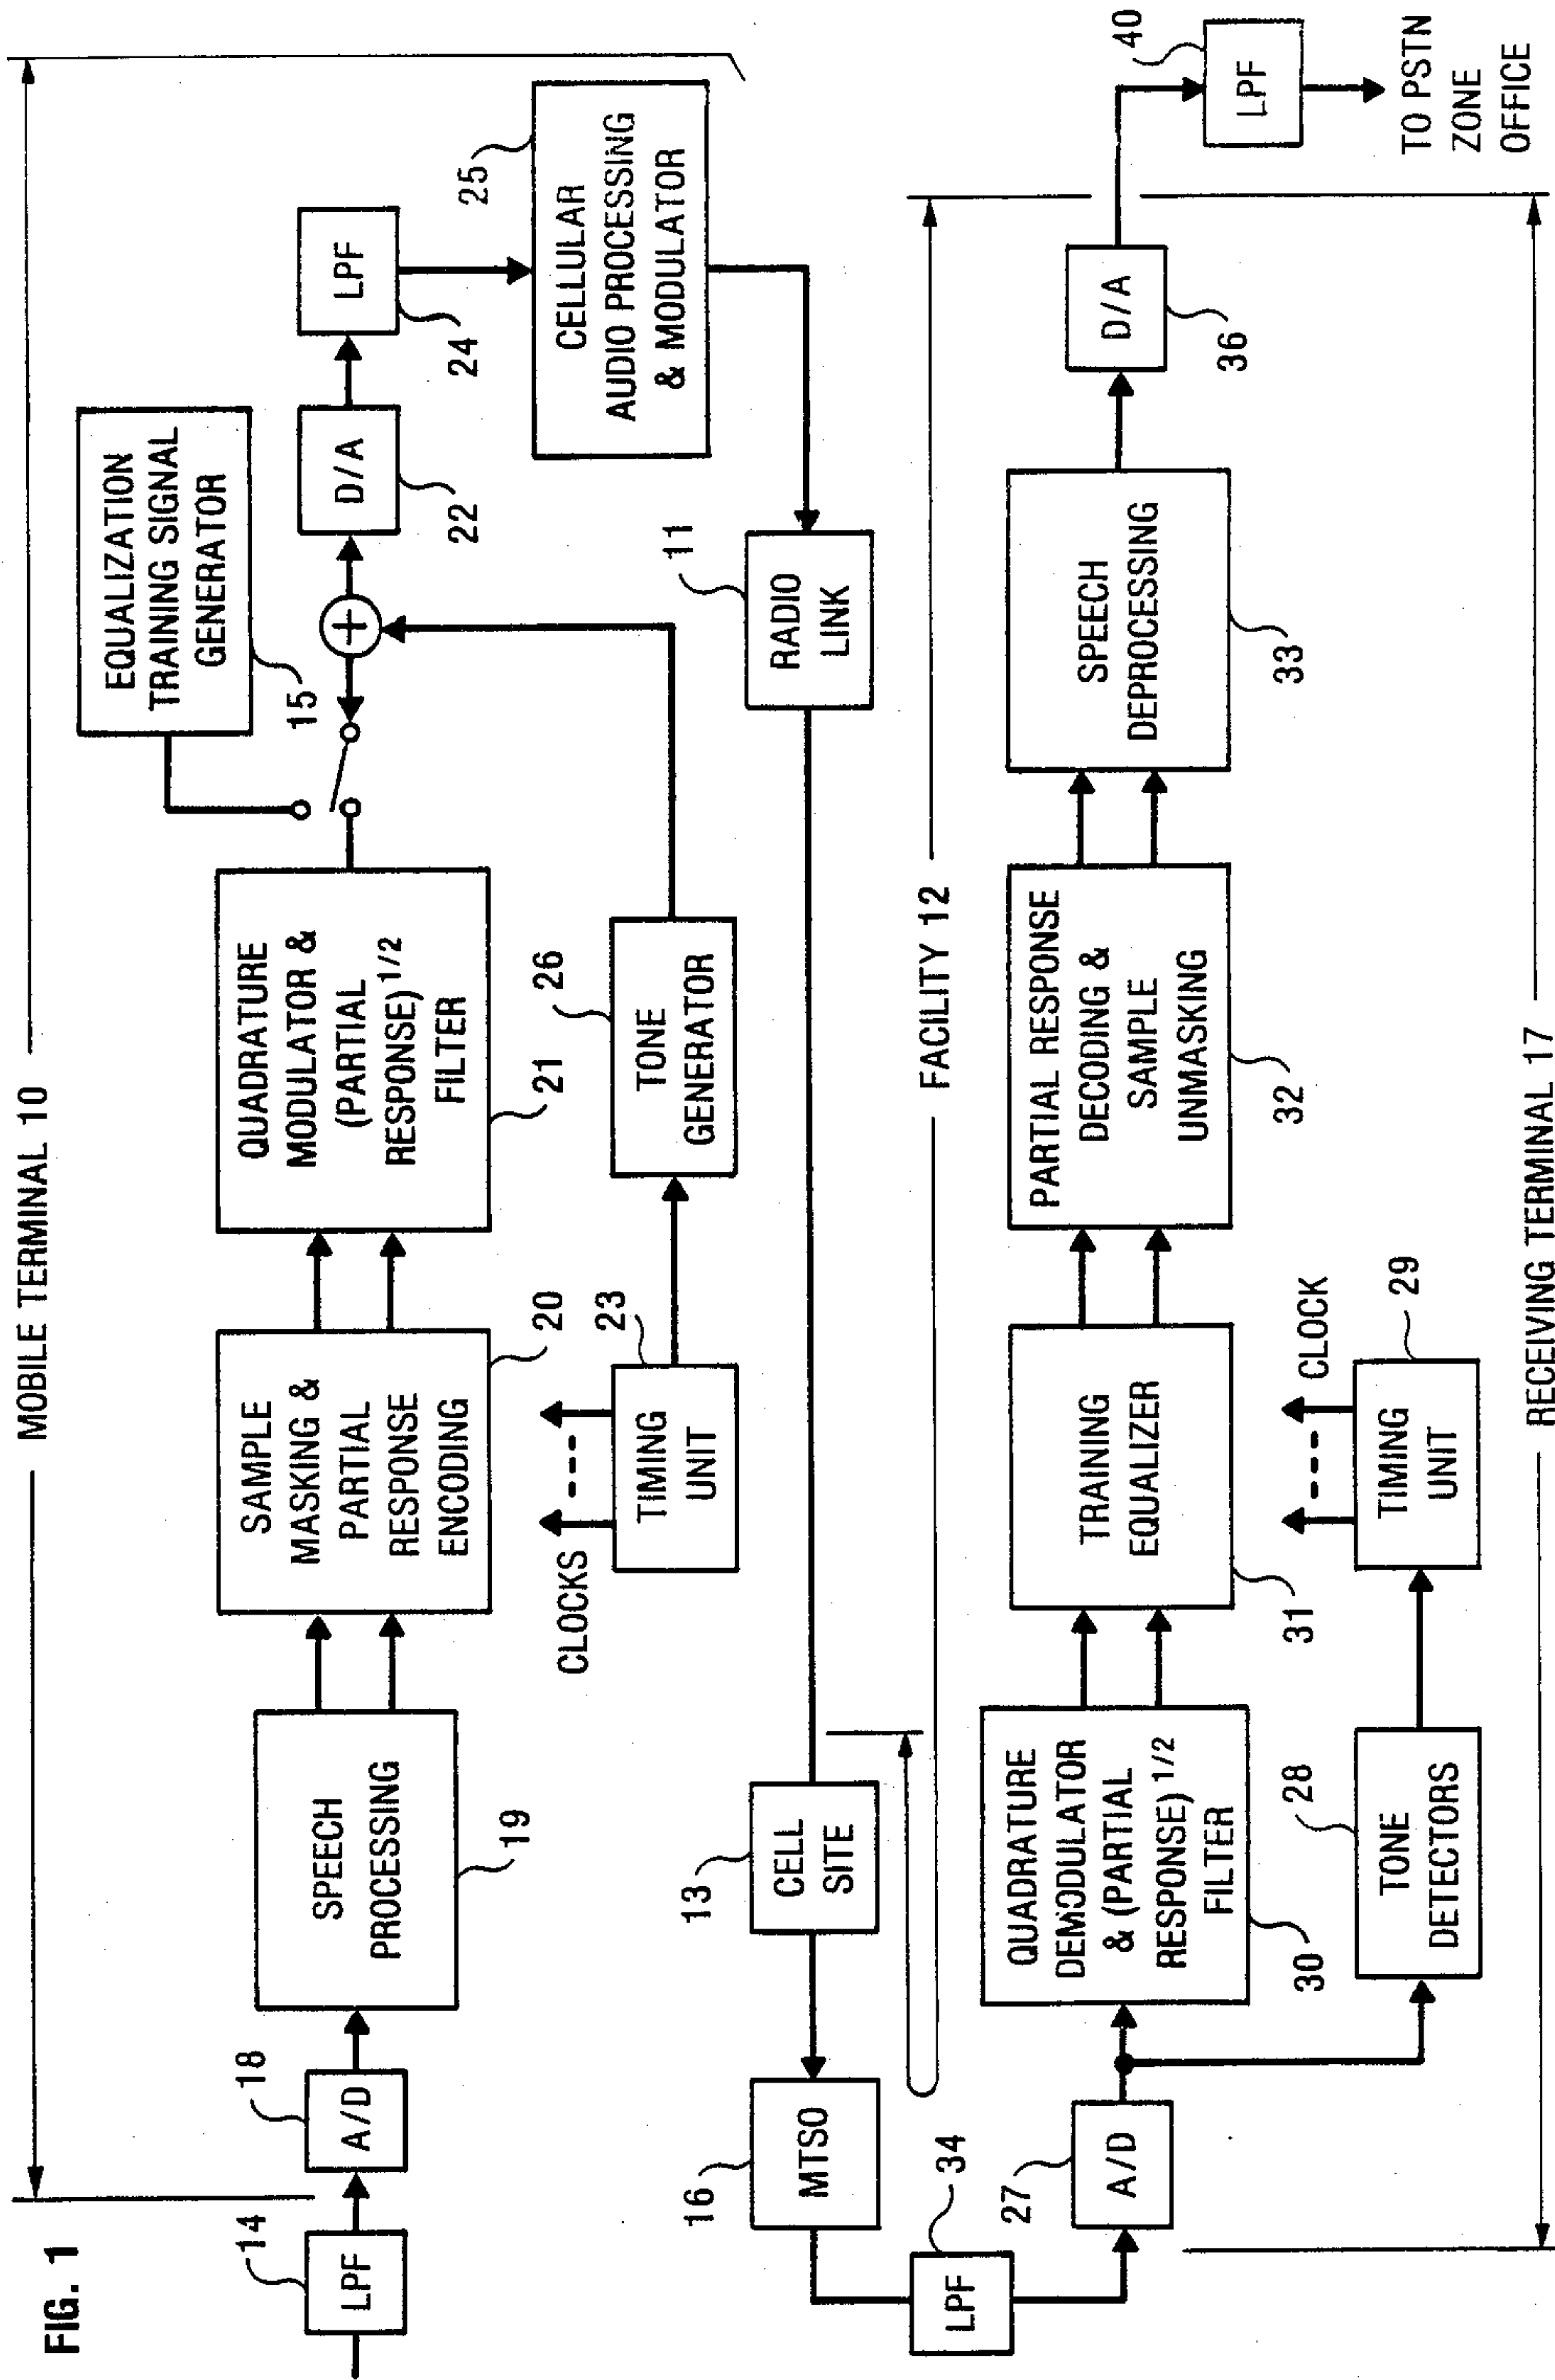 FIG. 1
MOBILE TERMINAL 10
14
LPF
18
A/D
SPEECH
PROCESSING
19
SAMPLE
MASKING &
PARTIAL
RESPONSE
ENCODING
20
QUADRATURE
MODULATOR &
(PARTIAL
RESPONSE)1/2
FILTER
21
EQUALIZATION
TRAINING SIGNAL
GENERATOR
15
+
D/A
22
LPF
24
25
CELLULAR
AUDIO PROCESSING
& MODULATOR
CLOCKS
23
TIMING
UNIT
26
TONE
GENERATOR
11
RADIO
LINK
13
CELL
SITE
16
MTSO
34
LPF
FACILITY 12
27
A/D
QUADRATURE
DEMODULATOR
& (PARTIAL
RESPONSE)1/2
FILTER
30
28
TONE
DETECTORS
TRAINING
EQUALIZER
31
CLOCK
29
TIMING
UNIT
PARTIAL RESPONSE
DECODING &
SAMPLE
UNMASKING
32
SPEECH
DEPROCESSING
33
D/A
36
40
LPF
TO PSTN
ZONE
OFFICE
RECEIVING TERMINAL 17